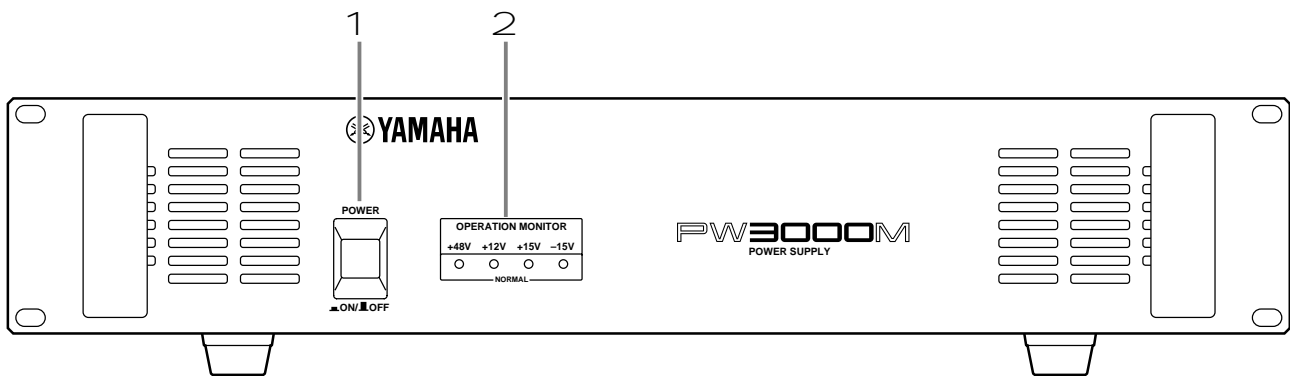 1 2
YAMAHA
POWER
ON/ OFF
OPERATION MONITOR
+48V +12V +15V –15V
NORMAL
PW3000M
POWER SUPPLY